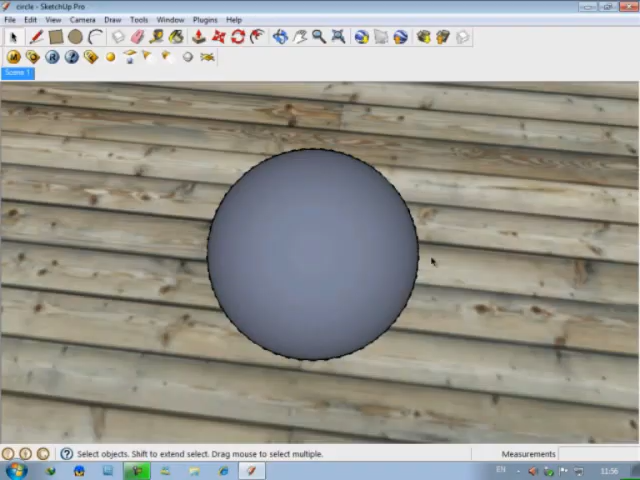 circle - SketchUp Pro
File Edit View Camera Draw Tools Window Plugins Help
Scene 1
Select objects. Shift to extend select. Drag mouse to select multiple.
Measurements
EN
11:56